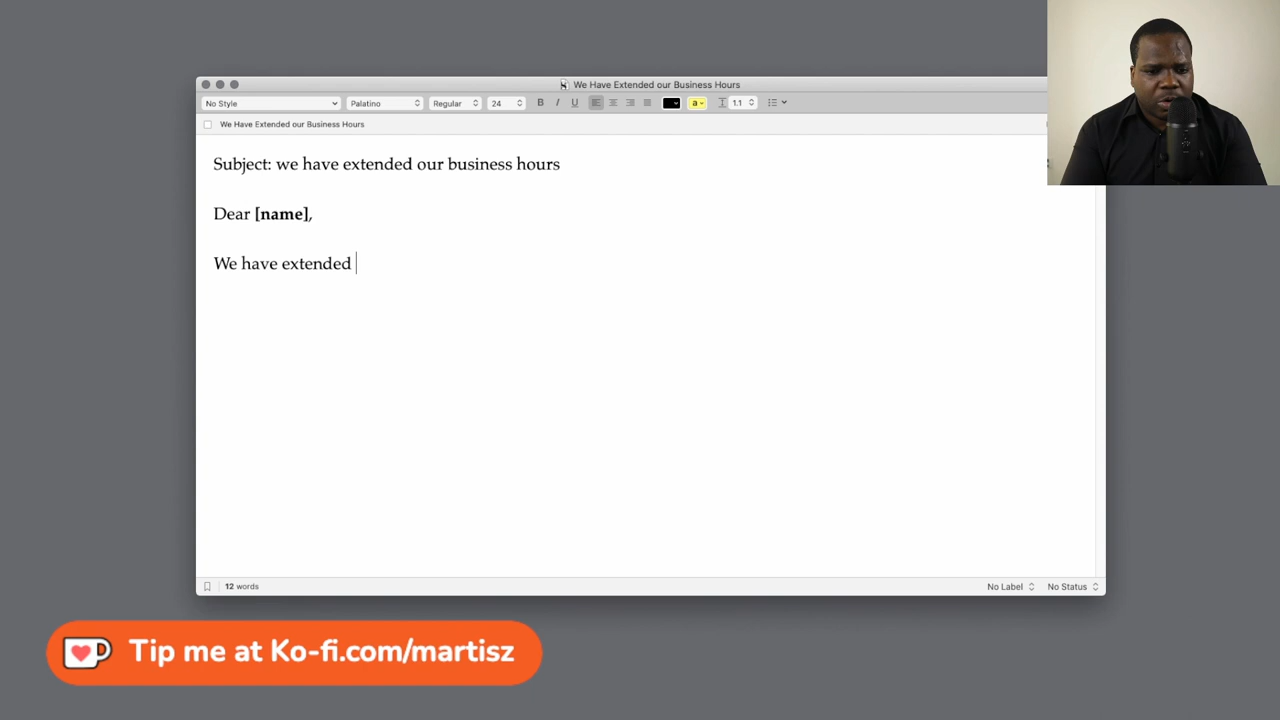 We Have Extended our Business Hours
No Style Palatino Regular 24 B I U a 1.1
We Have Extended our Business Hours
Subject: we have extended our business hours
Dear [name],
We have extended
12 words No Label No Status
Tip me at Ko-fi.com/martisz